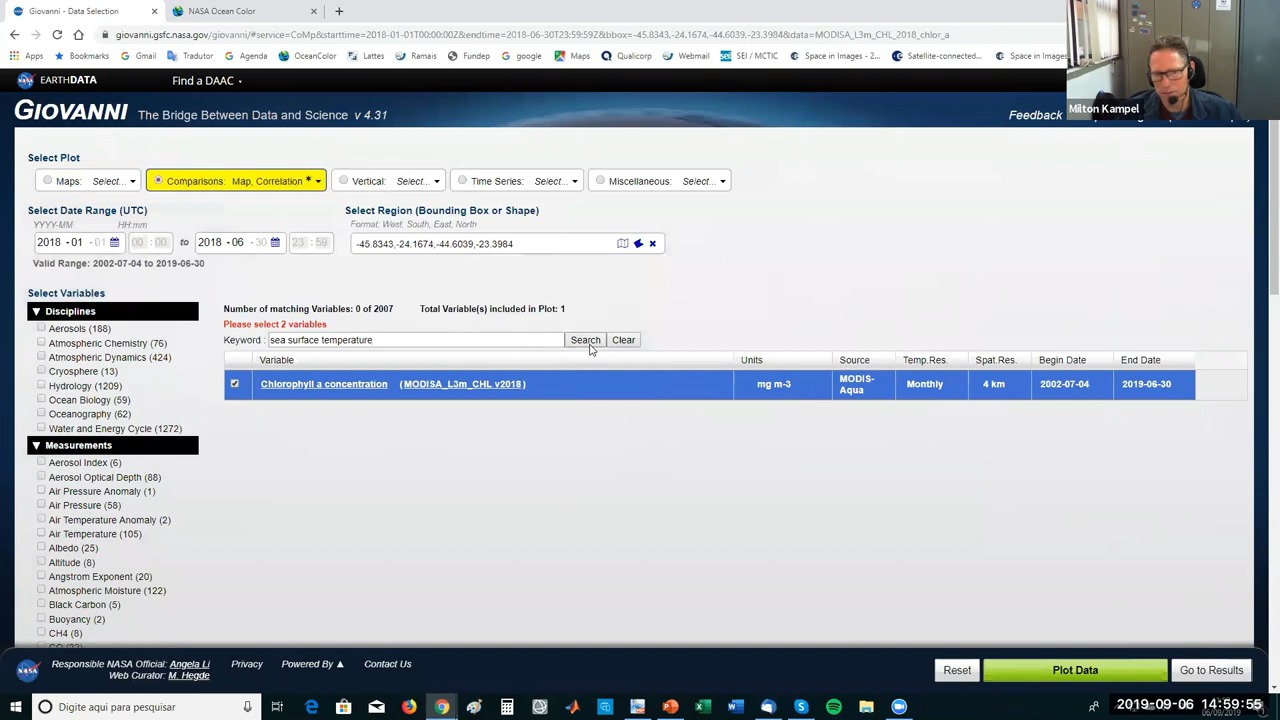 Giovanni - Data Selection
NASA Ocean Color
giovanni.gsfc.nasa.gov/giovanni/#service=CoMp&starttime=2018-01-01T00:00:00Z&endtime=2018-06-30T23:59:59Z&bbox=-45.8343,-24.1674,-44.6039,-23.3984&data=MODISA_L3m_CHL_2018_chlor_a
Apps
Bookmarks
Gmail
Tradutor
Agenda
OceanColor
Lattes
Ramais
Fundep
google
Maps
Qualicorp
Webmail
SEI / MCTIC
Space in Images - 2...
Satellite-connected...
Space in Images -
Milton Kampel
EARTHDATA
Find a DAAC
GIOVANNI The Bridge Between Data and Science v 4.31
Feedback
Select Plot
Maps: Select...
Comparisons: Map, Correlation *
Vertical: Select...
Time Series: Select...
Miscellaneous: Select...
Select Date Range (UTC)
YYYY-MM HH:mm
2018 -01 -01 00 : 00 to 2018 -06 -30 23 : 59
Valid Range: 2002-07-04 to 2019-06-30
Select Region (Bounding Box or Shape)
Format: West, South, East, North
-45.8343,-24.1674,-44.6039,-23.3984
Select Variables
Disciplines
Aerosols (188)
Atmospheric Chemistry (76)
Atmospheric Dynamics (424)
Cryosphere (13)
Hydrology (1209)
Ocean Biology (59)
Oceanography (62)
Water and Energy Cycle (1272)
Measurements
Aerosol Index (6)
Aerosol Optical Depth (88)
Air Pressure Anomaly (1)
Air Pressure (58)
Air Temperature Anomaly (2)
Air Temperature (105)
Albedo (25)
Altitude (8)
Angstrom Exponent (20)
Atmospheric Moisture (122)
Black Carbon (5)
Buoyancy (2)
CH4 (8)
Number of matching Variables: 0 of 2007 Total Variable(s) included in Plot: 1
Please select 2 variables
Keyword : sea surface temperature Search Clear
Variable Units Source Temp.Res. Spat.Res. Begin Date End Date
Chlorophyll a concentration (MODISA_L3m_CHL v2018) mg m-3 MODIS-Aqua Monthly 4 km 2002-07-04 2019-06-30
Responsible NASA Official: Angela Li
Web Curator: M. Hegde
Privacy
Powered By
Contact Us
Reset
Plot Data
Go to Results
Digite aqui para pesquisar
2019-09-06 14:59:55
06/09/2019